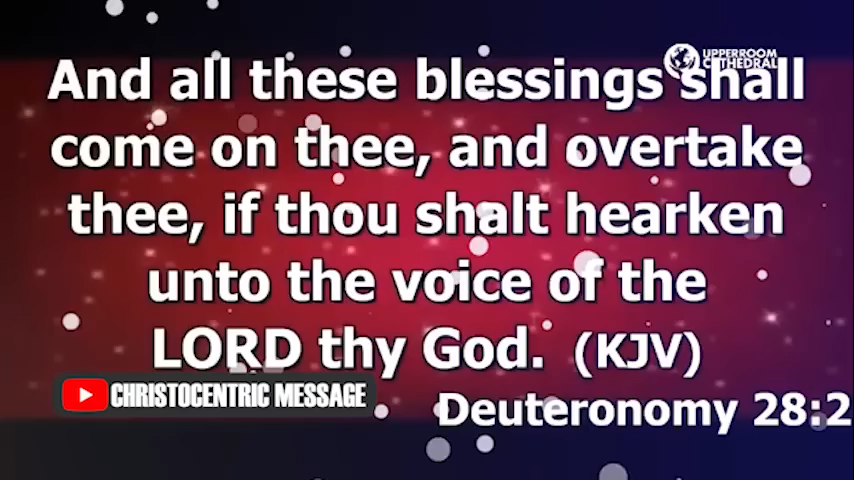 UPPERROOM
CATHEDRAL
And all these blessings shall
come on thee, and overtake
thee, if thou shalt hearken
unto the voice of the
LORD thy God. (KJV)
CHRISTOCENTRIC MESSAGE
Deuteronomy 28:2